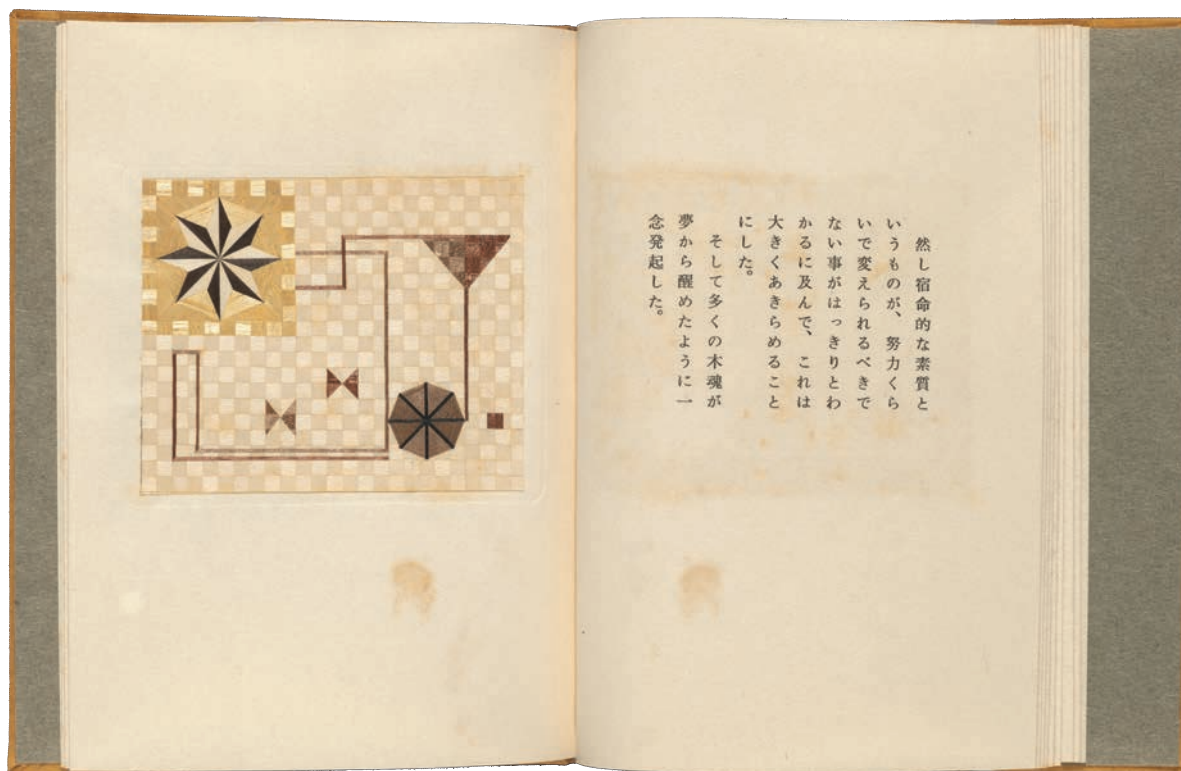 然し宿命的な素質と
いうものが、努力くら
いで変えられるべきで
ない事がはっきりとわ
かるに及んで、これは
大きくあきらめること
にした。
そして多くの木魂が
夢から醒めたように一
念発起した。